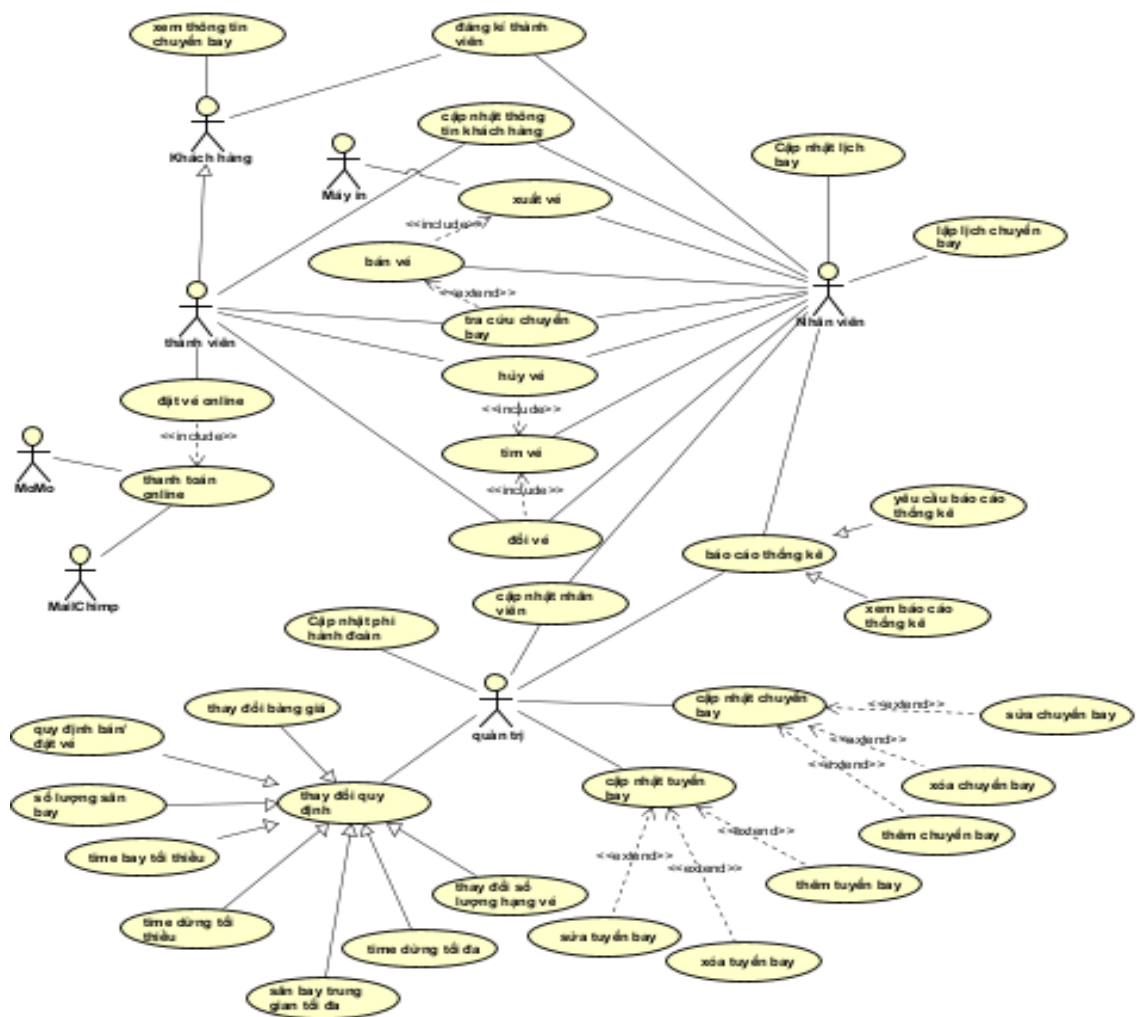 xem thông tin
chuyến bay
đăng kí thành
viên
Khách hàng
cập nhật thông
tin khách hàng
Máy in
xuất vé
Cập nhật lịch
bay
lập lịch chuyến
bay
<<include>>
bán vé
<<extend>>
tra cứu chuyến
bay
Nhân viên
thành viên
hủy vé
đặt vé online
<<include>>
<<include>>
tìm vé
MoMo
thanh toán
online
<<include>>
đổi vé
yêu cầu báo cáo
thống kê
báo cáo thống kê
MailChimp
cập nhật nhân
viên
xem báo cáo
thống kê
Cập nhật phi
hành đoàn
quản trị
thay đổi bảng giá
cập nhật chuyến
bay
<<extend>>
sửa chuyến bay
quy định bán/
đặt vé
<<extend>>
<<extend>>
xóa chuyến bay
số lượng sân
bay
thay đổi quy
định
cập nhật tuyến
bay
thêm chuyến bay
time bay tối thiểu
<<extend>>
<<extend>>
<<extend>>
thêm tuyến bay
thay đổi số
lượng hạng vé
time dừng tối
thiểu
time dừng tối đa
sửa tuyến bay
xóa tuyến bay
sân bay trung
gian tối đa